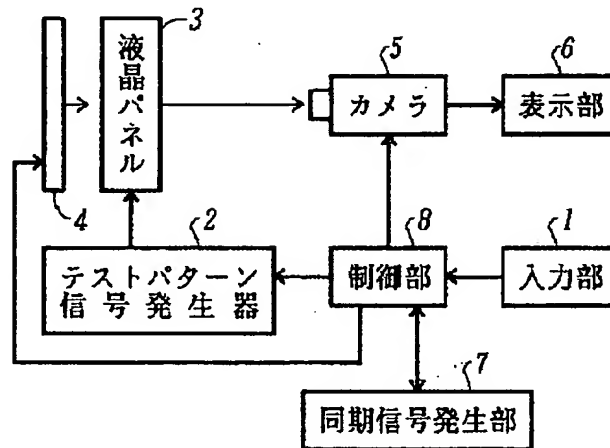 3
液晶パネル
5
カメラ
6
表示部
4
2
テストパターン
信号発生器
8
制御部
1
入力部
7
同期信号発生部